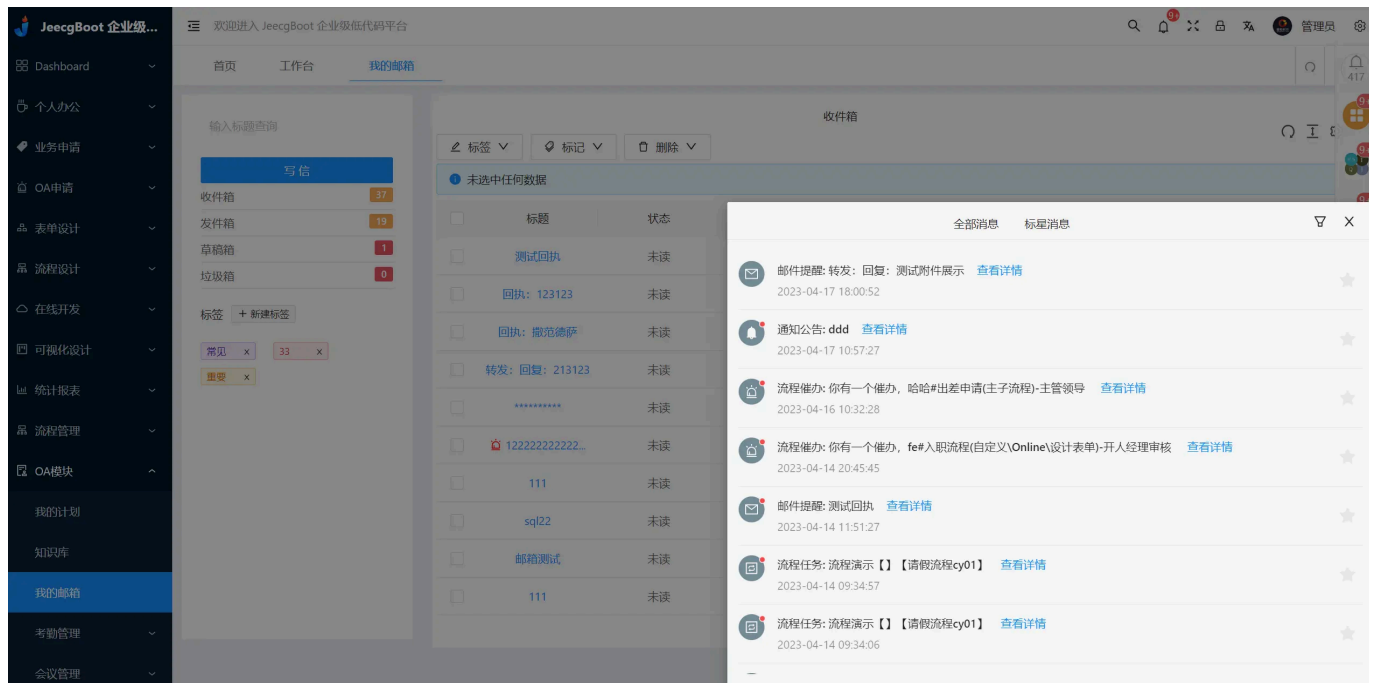 JeecgBoot 企业级...
欢迎进入 JeecgBoot 企业级低代码平台
9+
管理员
Dashboard
个人办公
业务申请
OA申请
表单设计
流程设计
在线开发
可视化设计
统计报表
流程管理
OA模块
我的计划
知识库
我的邮箱
考勤管理
会议管理
首页 工作台 我的邮箱
417
9+
9+
输入标题查询
写信
收件箱 37
发件箱 19
草稿箱 1
垃圾箱 0
标签 + 新建标签
常见 x 33 x
重要 x
收件箱
标签 标记 删除
未选中任何数据
标题 状态
测试回执 未读
回执：123123 未读
回执：搬范德萨 未读
转发：回复：213123 未读
********** 未读
122222222222... 未读
111 未读
sql22 未读
邮箱测试 未读
111 未读
全部消息 标星消息
邮件提醒: 转发：回复：测试附件展示 查看详情
2023-04-17 18:00:52
通知公告: ddd 查看详情
2023-04-17 10:57:27
流程催办: 你有一个催办，哈哈#出差申请(主子流程)-主管领导 查看详情
2023-04-16 10:32:28
流程催办: 你有一个催办，fe#入职流程(自定义\Online\设计表单)-开人经理审核 查看详情
2023-04-14 20:45:45
邮件提醒: 测试回执 查看详情
2023-04-14 11:51:27
流程任务: 流程演示【】【请假流程cy01】 查看详情
2023-04-14 09:34:57
流程任务: 流程演示【】【请假流程cy01】 查看详情
2023-04-14 09:34:06